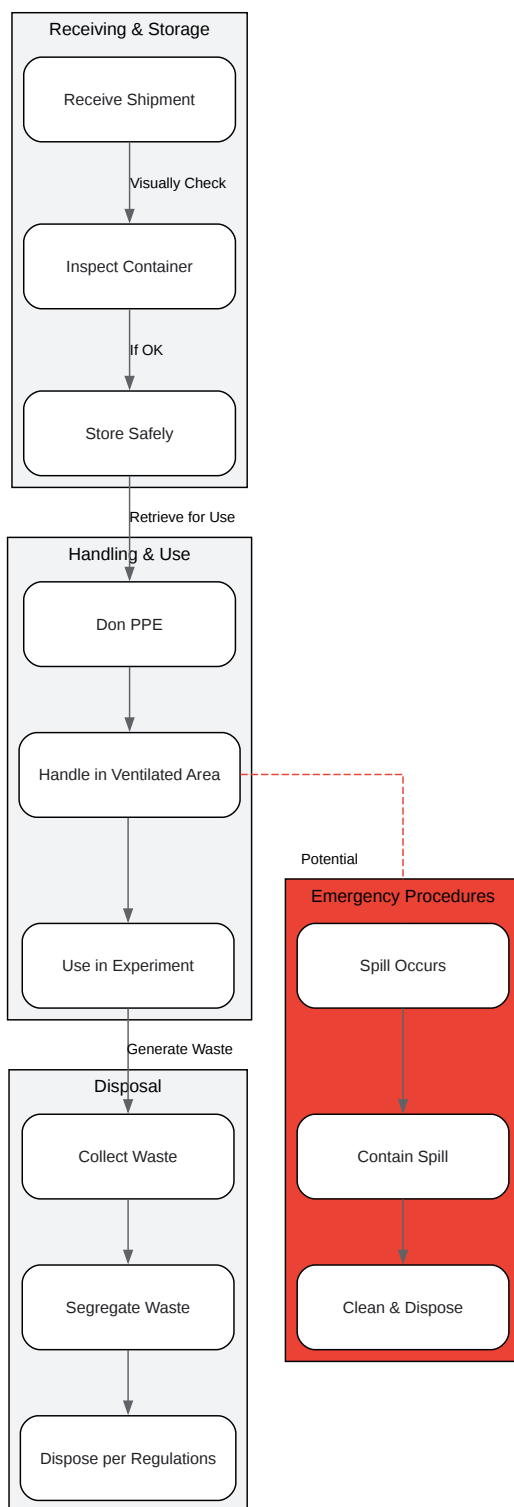 Receiving & Storage
Receive Shipment
Visually Check
Inspect Container
If OK
Store Safely
Retrieve for Use
Handling & Use
Don PPE
Handle in Ventilated Area
Potential
Emergency Procedures
Use in Experiment
Spill Occurs
Generate Waste
Disposal
Collect Waste
Contain Spill
Segregate Waste
Clean & Dispose
Dispose per Regulations